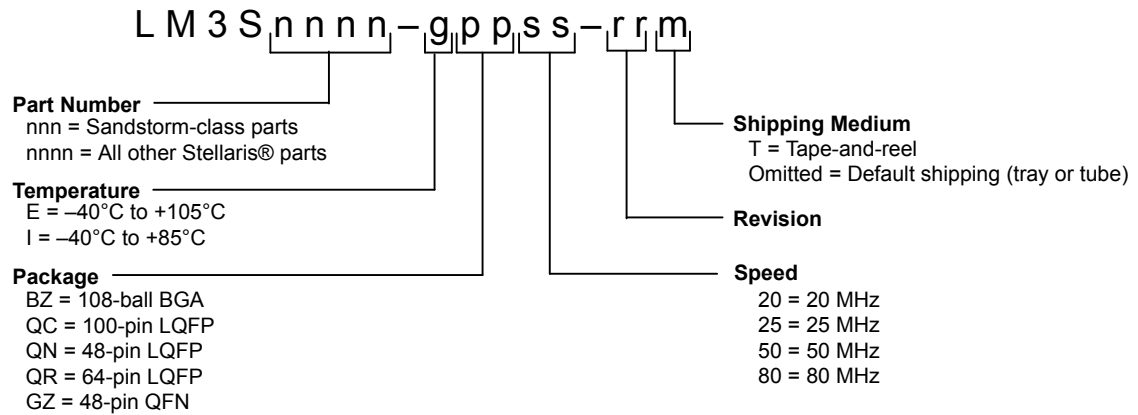 L M 3 S n n n n – g p p s s – r r m
Part Number
nnn = Sandstorm-class parts
nnnn = All other Stellaris® parts
Temperature
E = –40°C to +105°C
I = –40°C to +85°C
Package
BZ = 108-ball BGA
QC = 100-pin LQFP
QN = 48-pin LQFP
QR = 64-pin LQFP
GZ = 48-pin QFN
Shipping Medium
T = Tape-and-reel
Omitted = Default shipping (tray or tube)
Revision
Speed
20 = 20 MHz
25 = 25 MHz
50 = 50 MHz
80 = 80 MHz